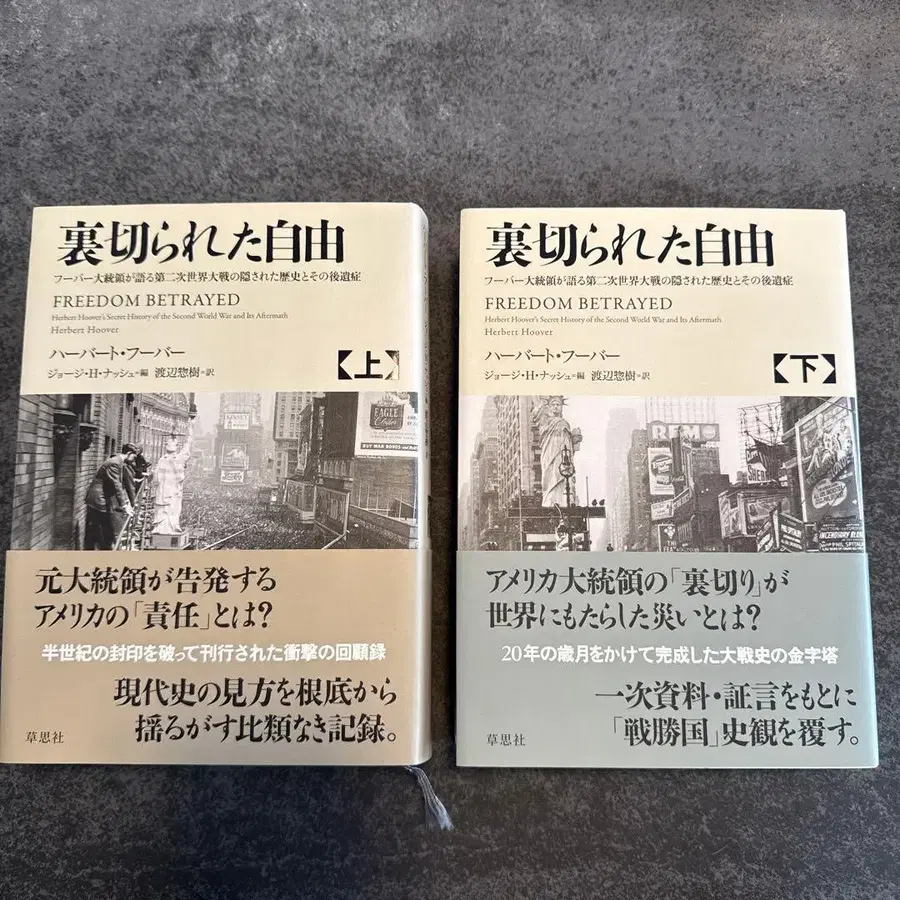 裏切られた自由
フーバー大統領が語る第二次世界大戦の隠された歴史とその後遺症
FREEDOM BETRAYED
Herbert Hoover's Secret History of the Second World War and Its Aftermath
Herbert Hoover
ハーバート・フーバー
【上】
ジョージ・H・ナッシュ=編 渡辺惣樹=訳
EAGLE
BUY WAR BONDS
元大統領が告発する
アメリカの「責任」とは?
半世紀の封印を破って刊行された衝撃の回顧録
現代史の見方を根底から
揺るがす比類なき記録。
草思社
裏切られた自由
フーバー大統領が語る第二次世界大戦の隠された歴史とその後遺症
FREEDOM BETRAYED
Herbert Hoover's Secret History of the Second World War and Its Aftermath
Herbert Hoover
ハーバート・フーバー
【下】
ジョージ・H・ナッシュ=編 渡辺惣樹=訳
アメリカ大統領の「裏切り」が
世界にもたらした災いとは?
20年の歳月をかけて完成した大戦史の金字塔
一次資料・証言をもとに
「戦勝国」史観を覆す。
草思社